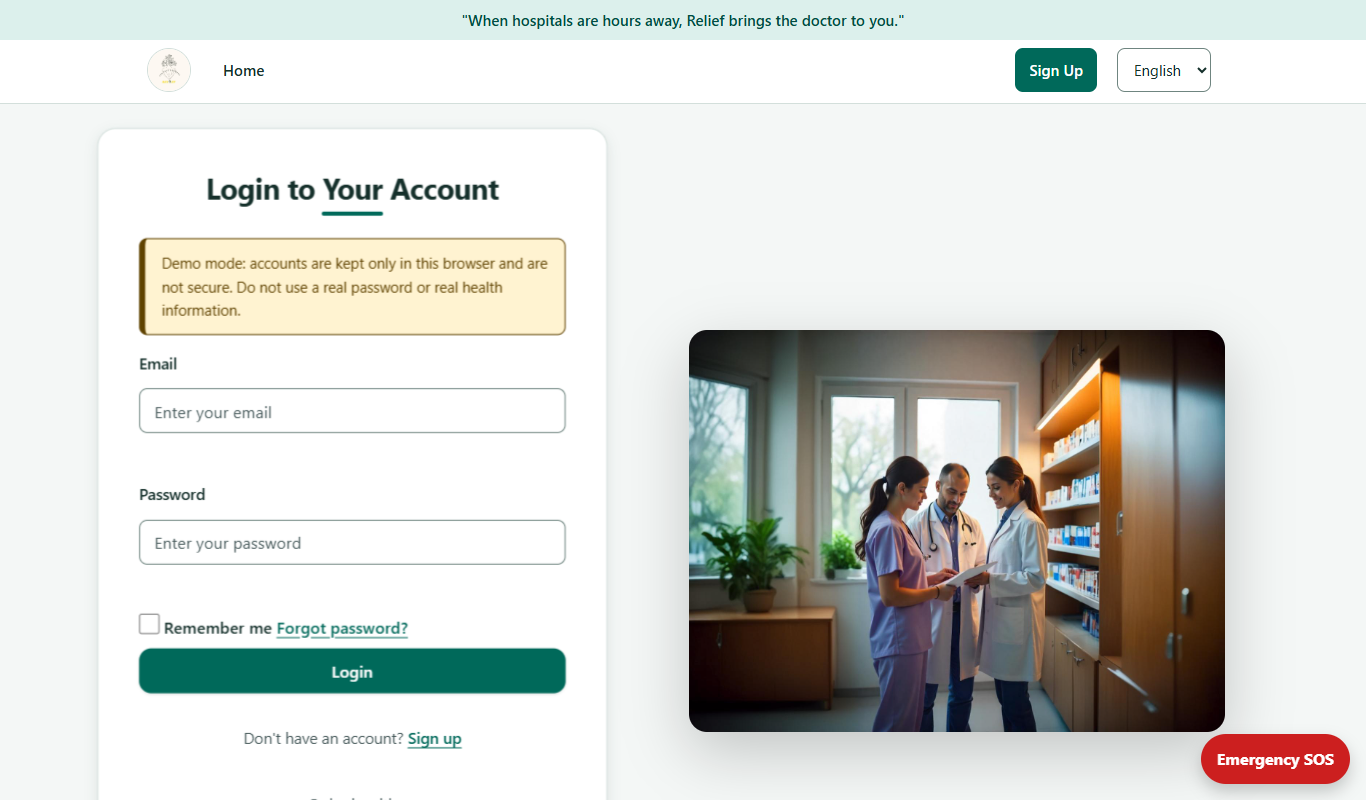 "When hospitals are hours away, Relief brings the doctor to you."
Home
Sign Up
English
Login to Your Account
Demo mode: accounts are kept only in this browser and are
not secure. Do not use a real password or real health
information.
Email
Enter your email
Password
Enter your password
Remember me Forgot password?
Login
Don't have an account? Sign up
Emergency SOS